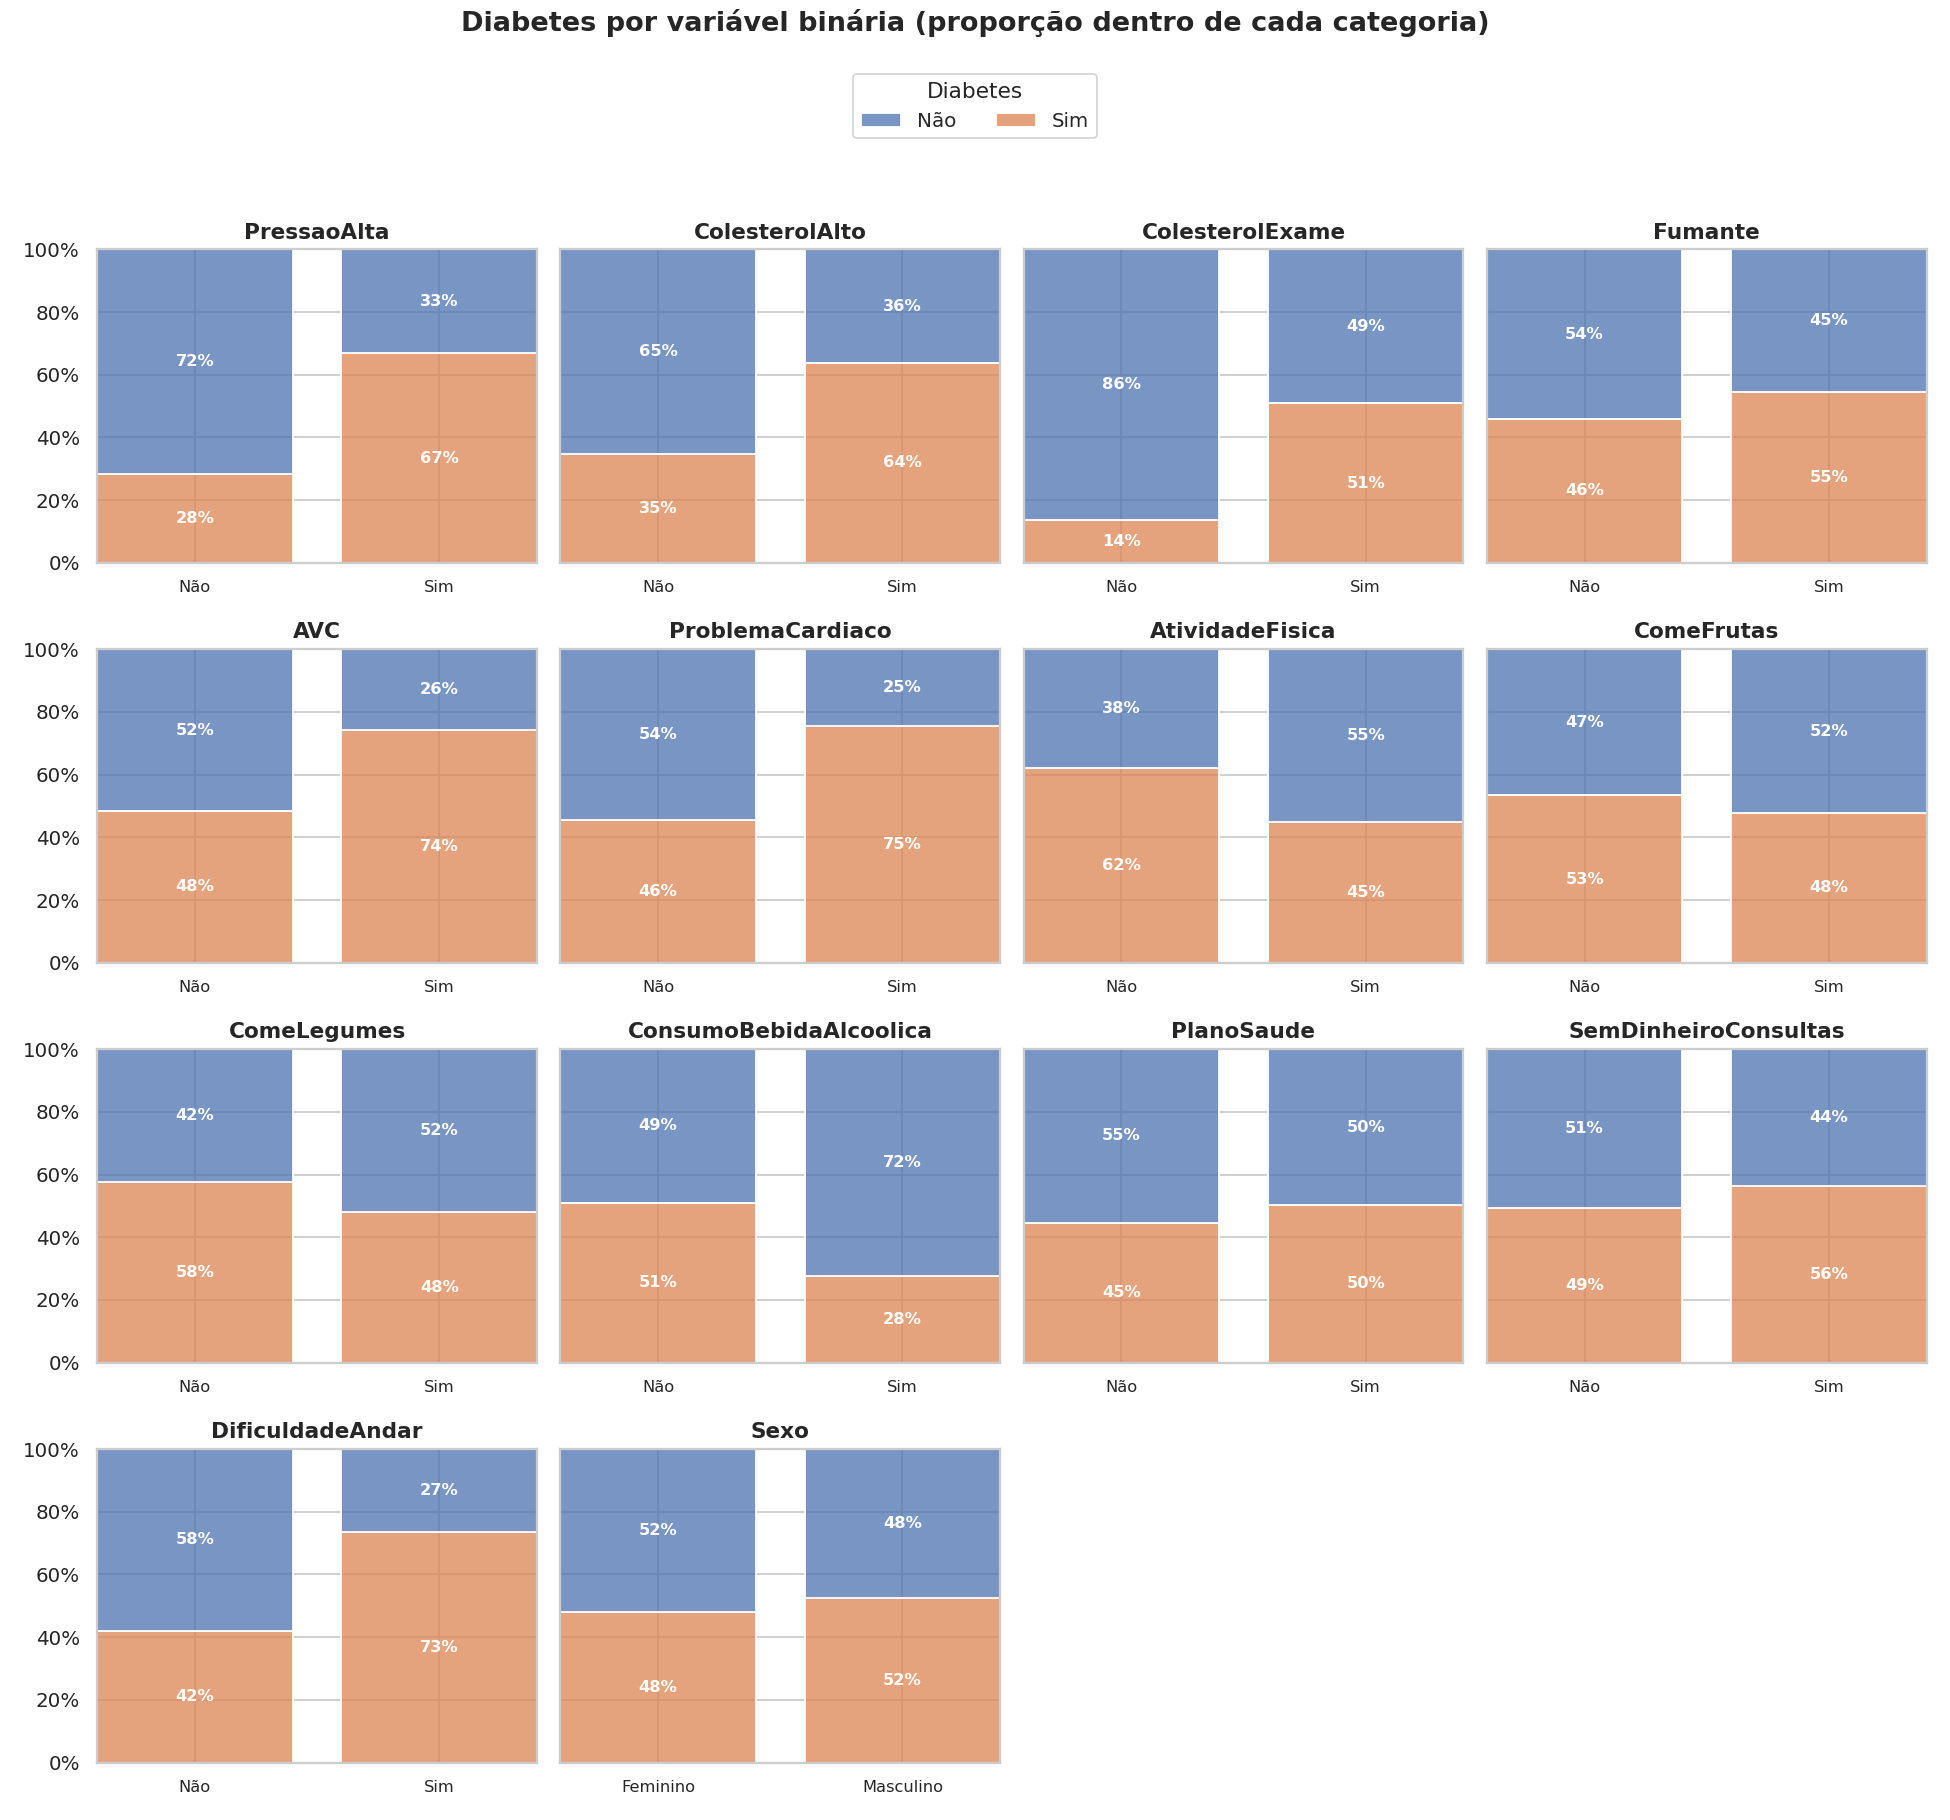 Diabetes por variável binária (proporção dentro de cada categoria)
Diabetes
Não Sim
PressaoAlta ColesterolAlto ColesterolExame Fumante
100%
80%
60%
40%
20%
0%
72% 33% 65% 36% 86% 49% 54% 45%
28% 67% 35% 64% 14% 51% 46% 55%
Não Sim Não Sim Não Sim Não Sim
AVC ProblemaCardiaco AtividadeFisica ComeFrutas
100%
80%
60%
40%
20%
0%
52% 26% 54% 25% 38% 55% 47% 52%
48% 74% 46% 75% 62% 45% 53% 48%
Não Sim Não Sim Não Sim Não Sim
ComeLegumes ConsumoBebidaAlcoolica PlanoSaude SemDinheiroConsultas
100%
80%
60%
40%
20%
0%
42% 52% 49% 72% 55% 50% 51% 44%
58% 48% 51% 28% 45% 50% 49% 56%
Não Sim Não Sim Não Sim Não Sim
DificuldadeAndar Sexo
100%
80%
60%
40%
20%
0%
58% 27% 52% 48%
42% 73% 48% 52%
Não Sim Feminino Masculino